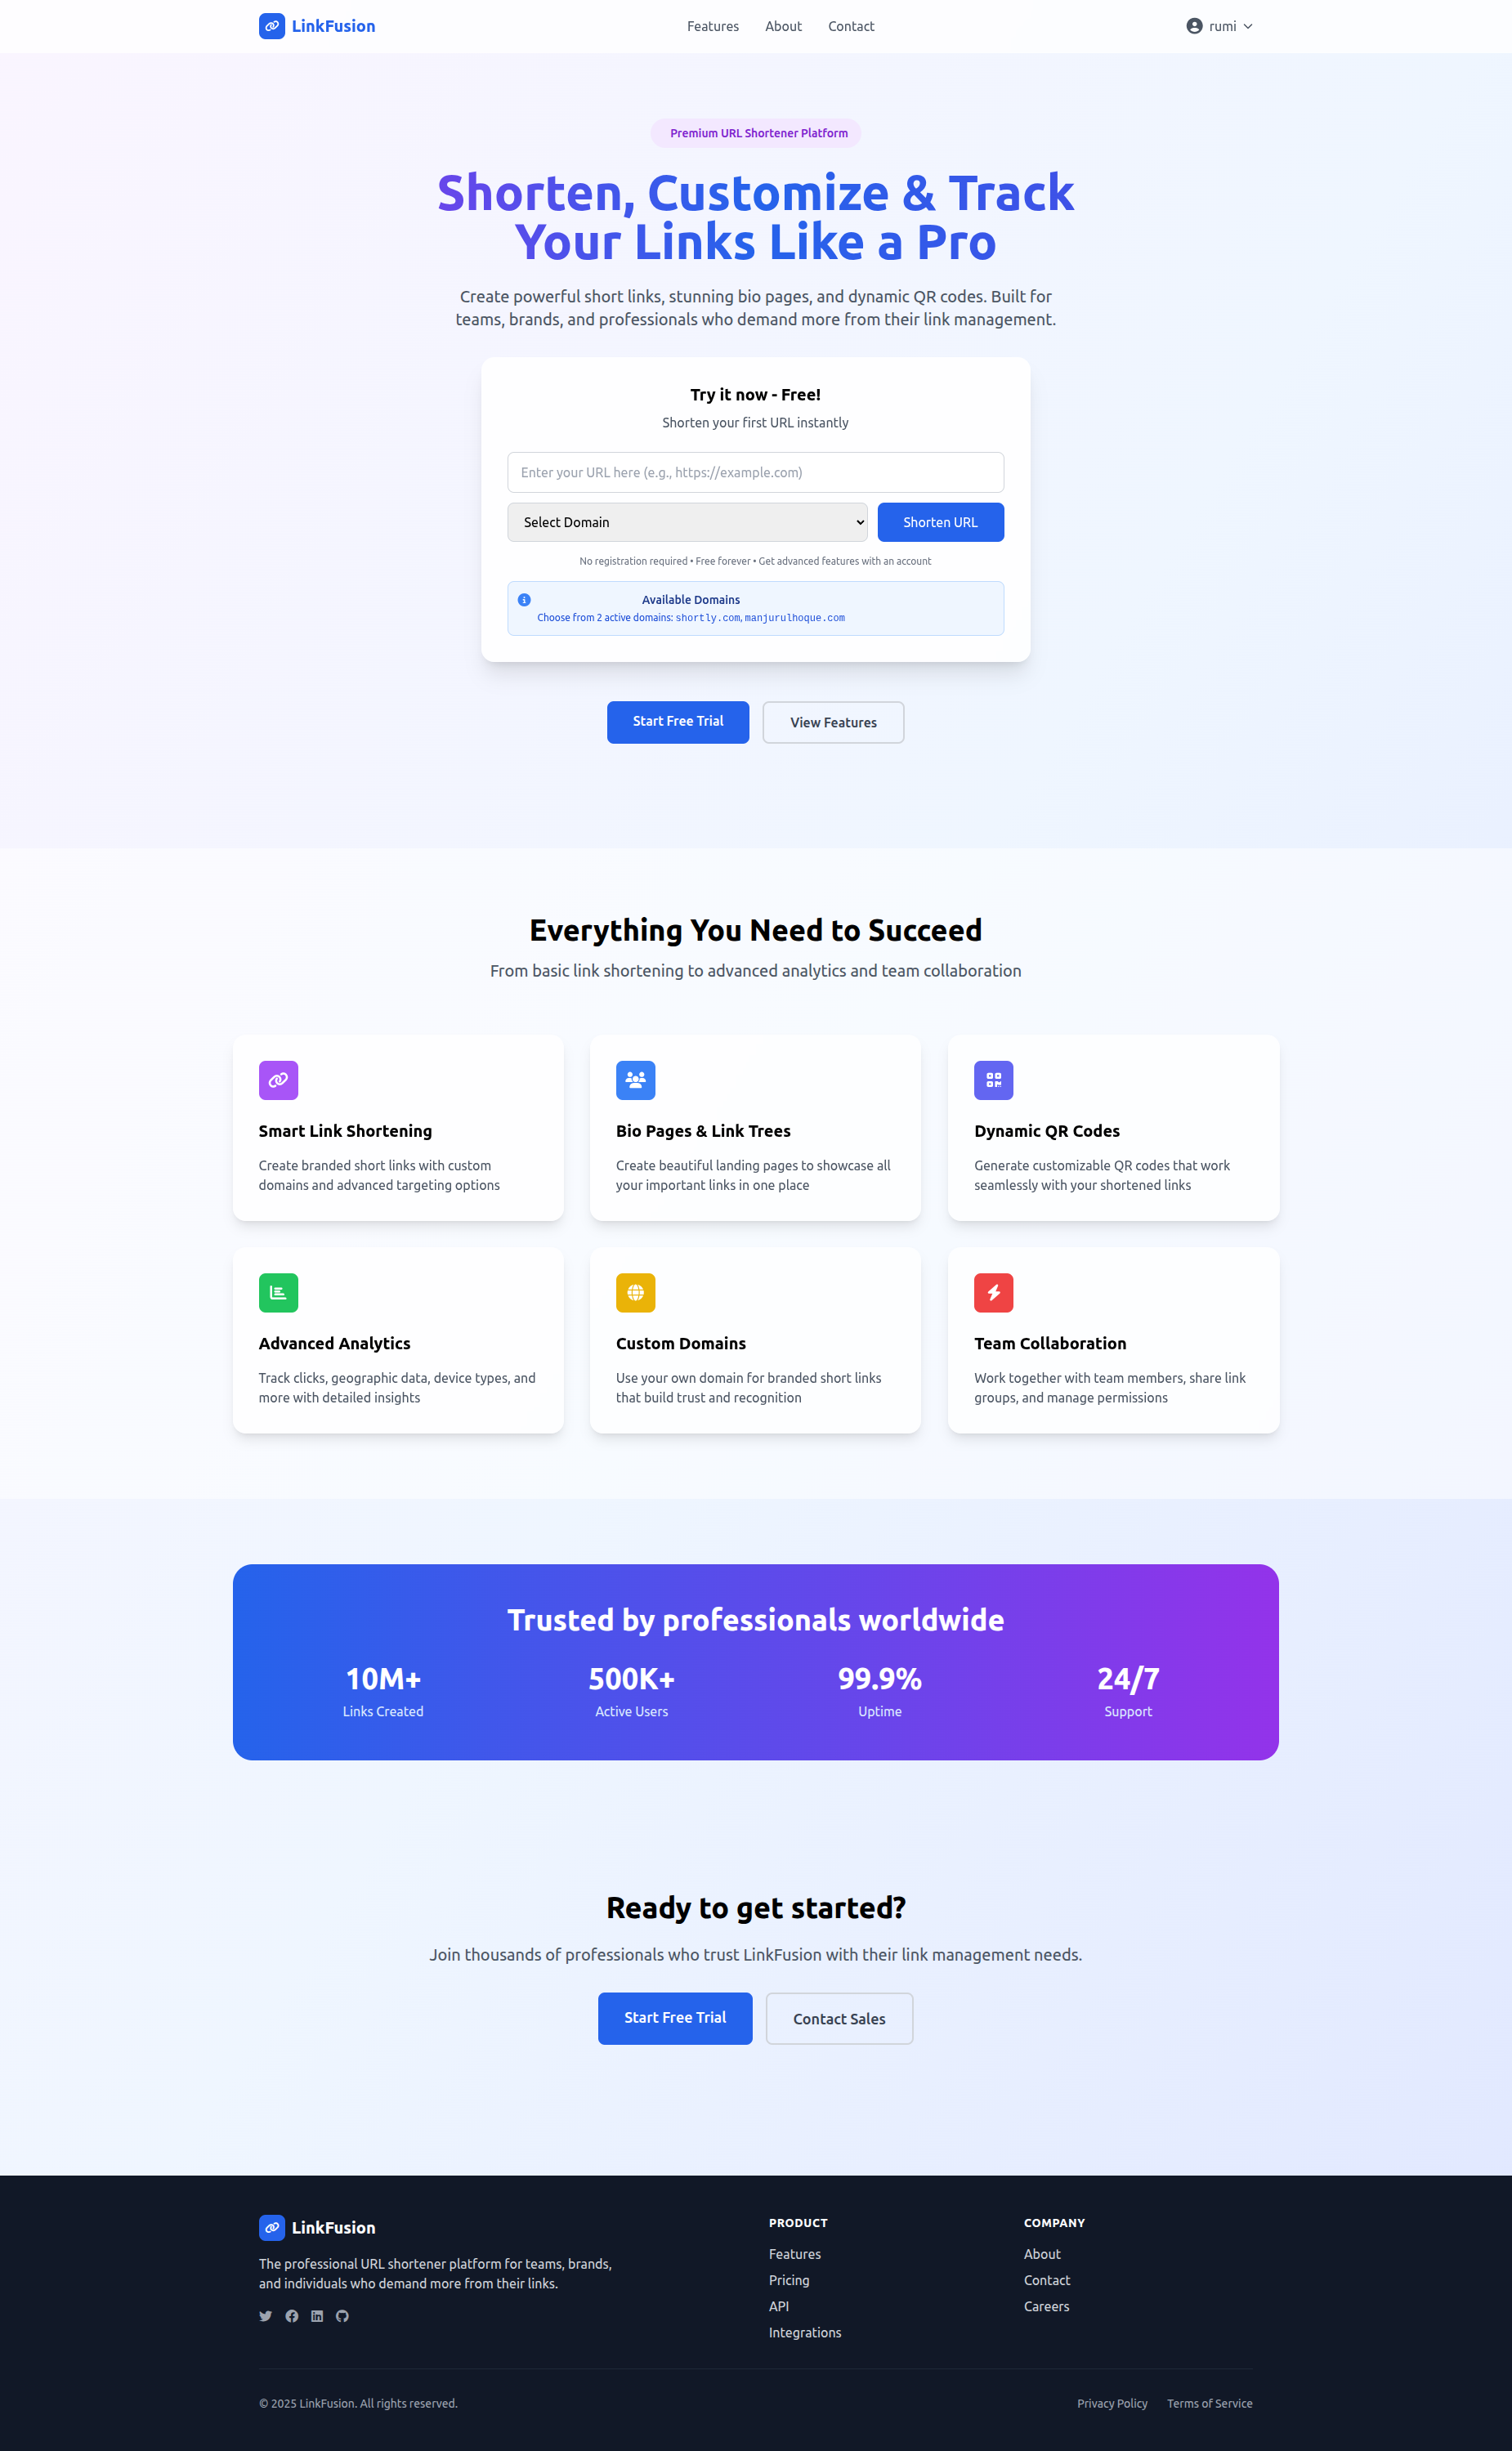 LinkFusion
Features
About
Contact
rumi
Premium URL Shortener Platform
Shorten, Customize & Track
Your Links Like a Pro
Create powerful short links, stunning bio pages, and dynamic QR codes. Built for
teams, brands, and professionals who demand more from their link management.
Try it now - Free!
Shorten your first URL instantly
Enter your URL here (e.g., https://example.com)
Select Domain
Shorten URL
No registration required • Free forever • Get advanced features with an account
Available Domains
Choose from 2 active domains: shortly.com, manjurulhoque.com
Start Free Trial
View Features
Everything You Need to Succeed
From basic link shortening to advanced analytics and team collaboration
Smart Link Shortening
Create branded short links with custom
domains and advanced targeting options
Bio Pages & Link Trees
Create beautiful landing pages to showcase all
your important links in one place
Dynamic QR Codes
Generate customizable QR codes that work
seamlessly with your shortened links
Advanced Analytics
Track clicks, geographic data, device types, and
more with detailed insights
Custom Domains
Use your own domain for branded short links
that build trust and recognition
Team Collaboration
Work together with team members, share link
groups, and manage permissions
Trusted by professionals worldwide
10M+
Links Created
500K+
Active Users
99.9%
Uptime
24/7
Support
Ready to get started?
Join thousands of professionals who trust LinkFusion with their link management needs.
Start Free Trial
Contact Sales
LinkFusion
The professional URL shortener platform for teams, brands,
and individuals who demand more from their links.
PRODUCT
Features
Pricing
API
Integrations
COMPANY
About
Contact
Careers
© 2025 LinkFusion. All rights reserved.
Privacy Policy
Terms of Service